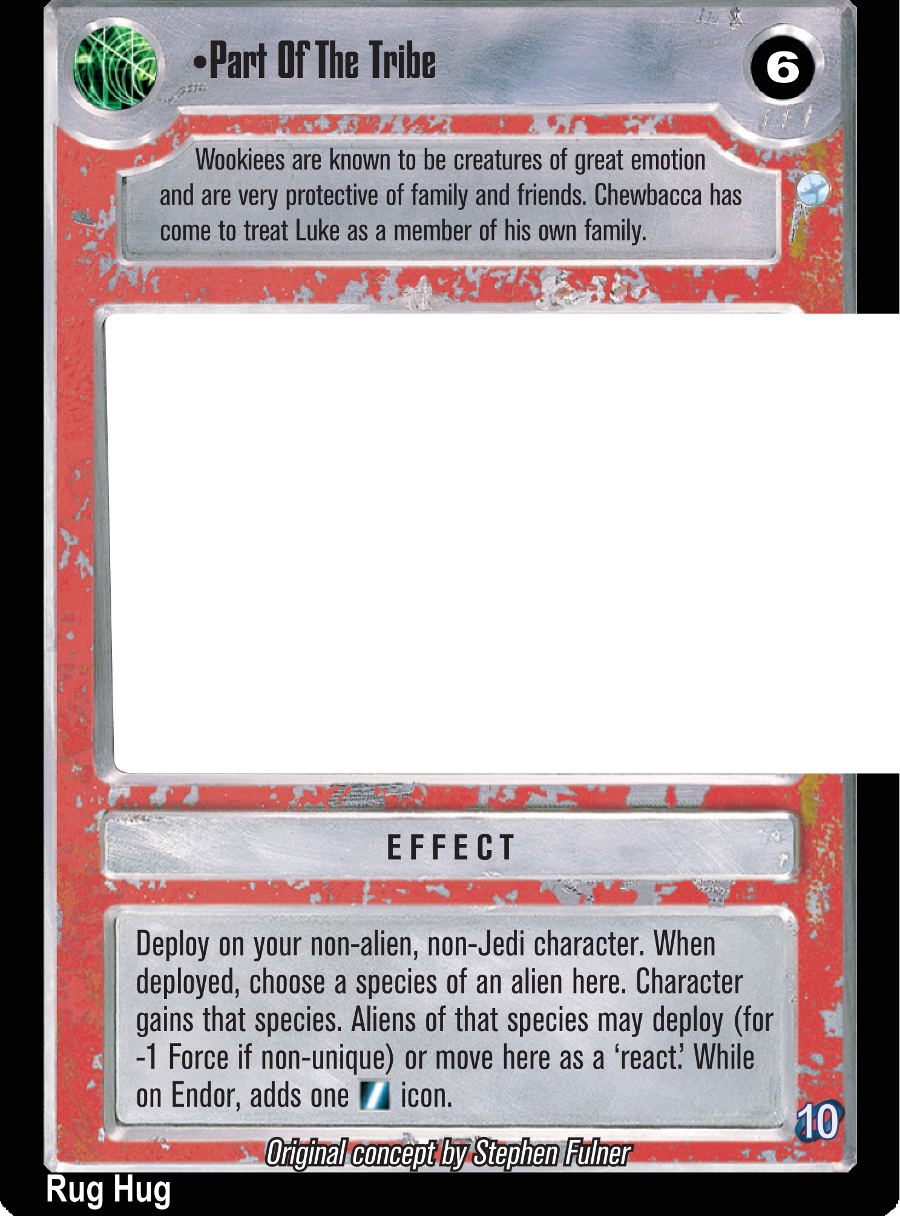 •Part Of The Tribe
6
Wookiees are known to be creatures of great emotion
and are very protective of family and friends. Chewbacca has
come to treat Luke as a member of his own family.
EFFECT
Deploy on your non-alien, non-Jedi character. When
deployed, choose a species of an alien here. Character
gains that species. Aliens of that species may deploy (for
-1 Force if non-unique) or move here as a ‘react.’ While
on Endor, adds one icon.
10
Original concept by Stephen Fulner
Rug Hug